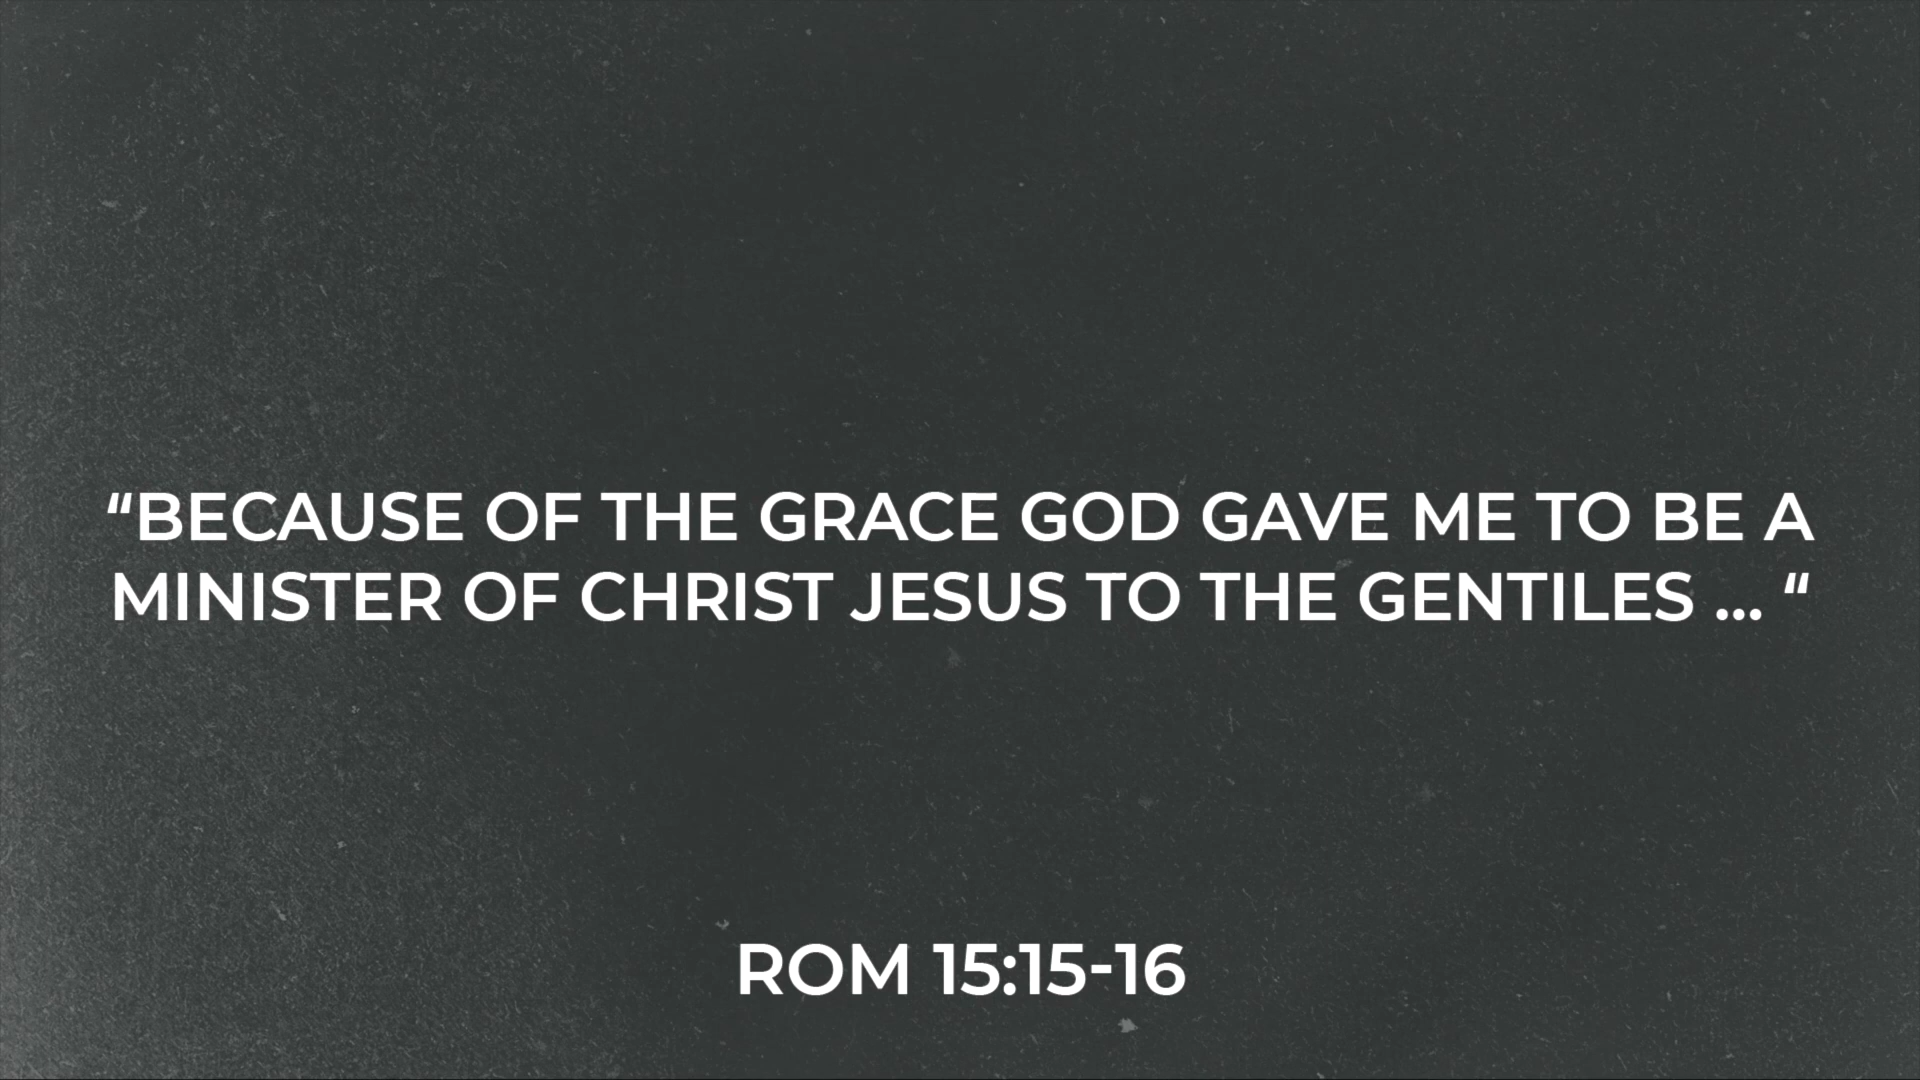 “BECAUSE OF THE GRACE GOD GAVE ME TO BE A
MINISTER OF CHRIST JESUS TO THE GENTILES ... “
ROM 15:15-16